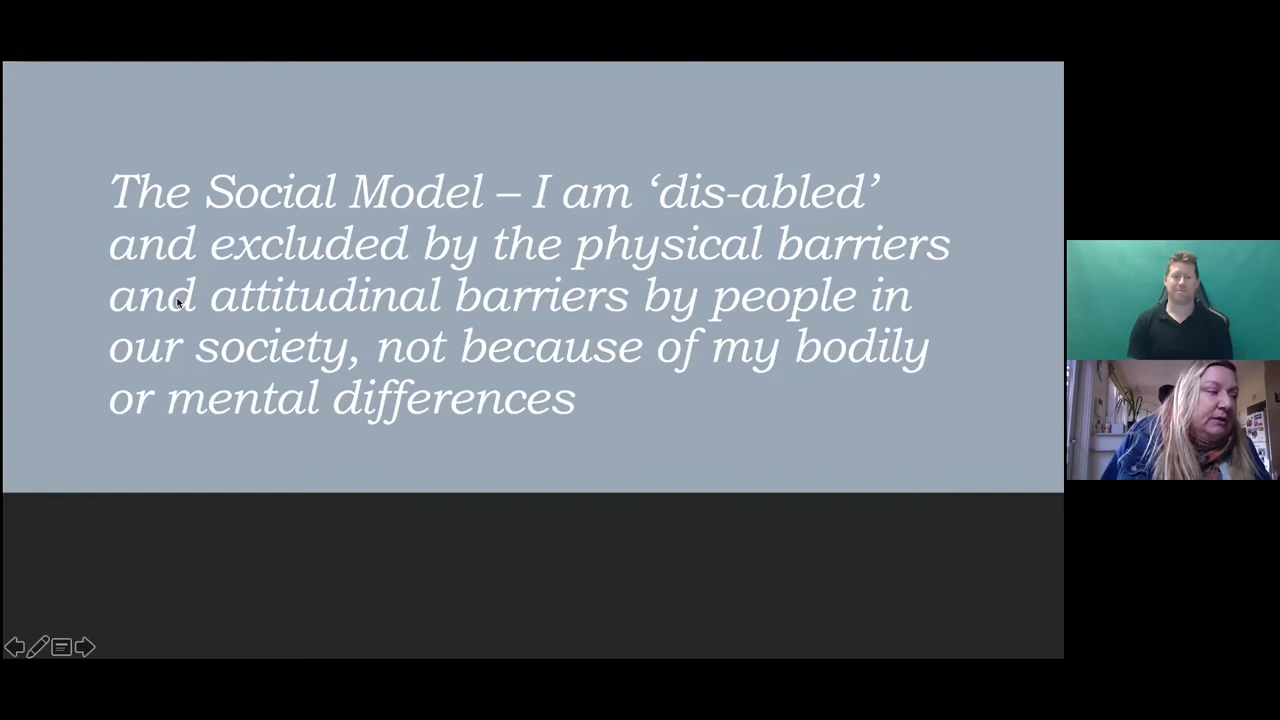 The Social Model – I am ‘dis-abled’
and excluded by the physical barriers
and attitudinal barriers by people in
our society, not because of my bodily
or mental differences